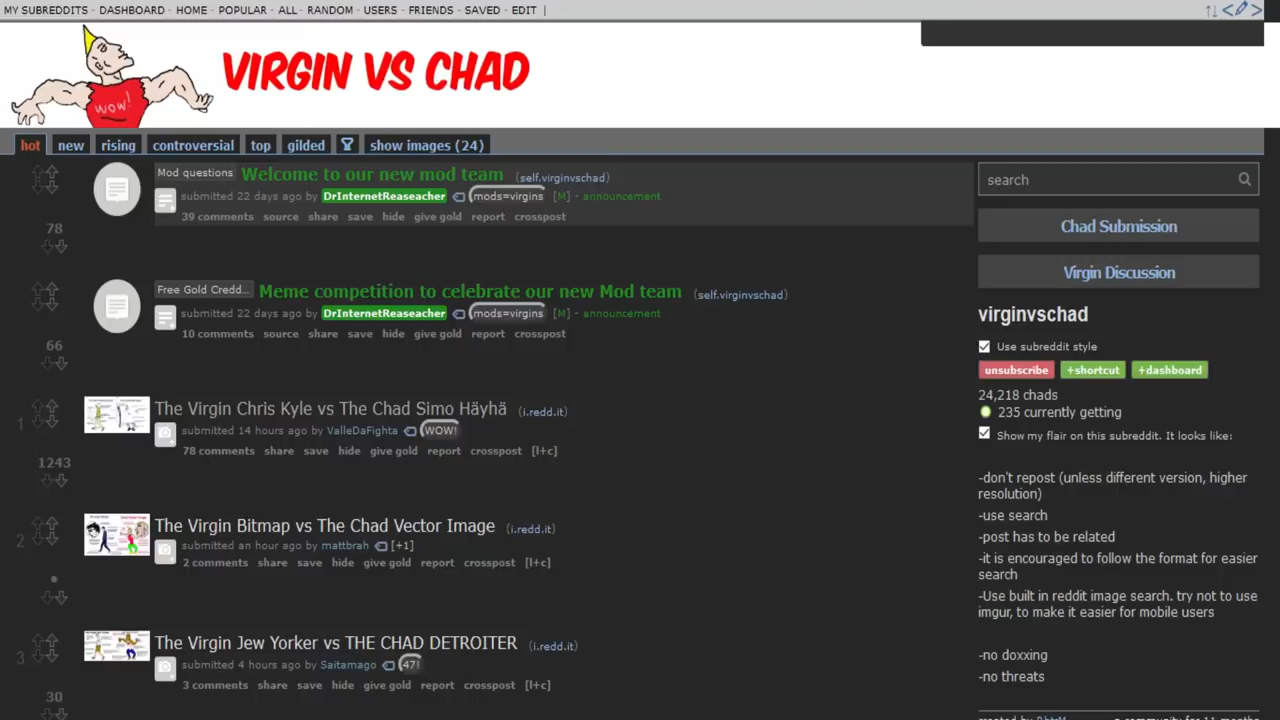 MY SUBREDDITS - DASHBOARD - HOME - POPULAR - ALL - RANDOM - USERS - FRIENDS - SAVED - EDIT |
wow!
VIRGIN VS CHAD
hot new rising controversial top gilded show images (24)
Mod questions Welcome to our new mod team (self.virginvschad)
submitted 22 days ago by DrInternetReaseacher mods=virgins [M] - announcement
78
39 comments source share save hide give gold report crosspost
Free Gold Credd... Meme competition to celebrate our new Mod team (self.virginvschad)
submitted 22 days ago by DrInternetReaseacher mods=virgins [M] - announcement
66
10 comments source share save hide give gold report crosspost
1
The Virgin Chris Kyle vs The Chad Simo Häyhä (i.redd.it)
submitted 14 hours ago by ValleDaFighta WOW!
1243
78 comments share save hide give gold report crosspost [l+c]
2
The Virgin Bitmap vs The Chad Vector Image (i.redd.it)
submitted an hour ago by mattbrah [+1]
•
2 comments share save hide give gold report crosspost [l+c]
3
The Virgin Jew Yorker vs THE CHAD DETROITER (i.redd.it)
submitted 4 hours ago by Saitamago 47!
30
3 comments share save hide give gold report crosspost [l+c]
search
Chad Submission
Virgin Discussion
virginvschad
Use subreddit style
unsubscribe +shortcut +dashboard
24,218 chads
235 currently getting
Show my flair on this subreddit. It looks like:
-don't repost (unless different version, higher
resolution)
-use search
-post has to be related
-it is encouraged to follow the format for easier
search
-Use built in reddit image search. try not to use
imgur, to make it easier for mobile users
-no doxxing
-no threats
created by a community for 11 months